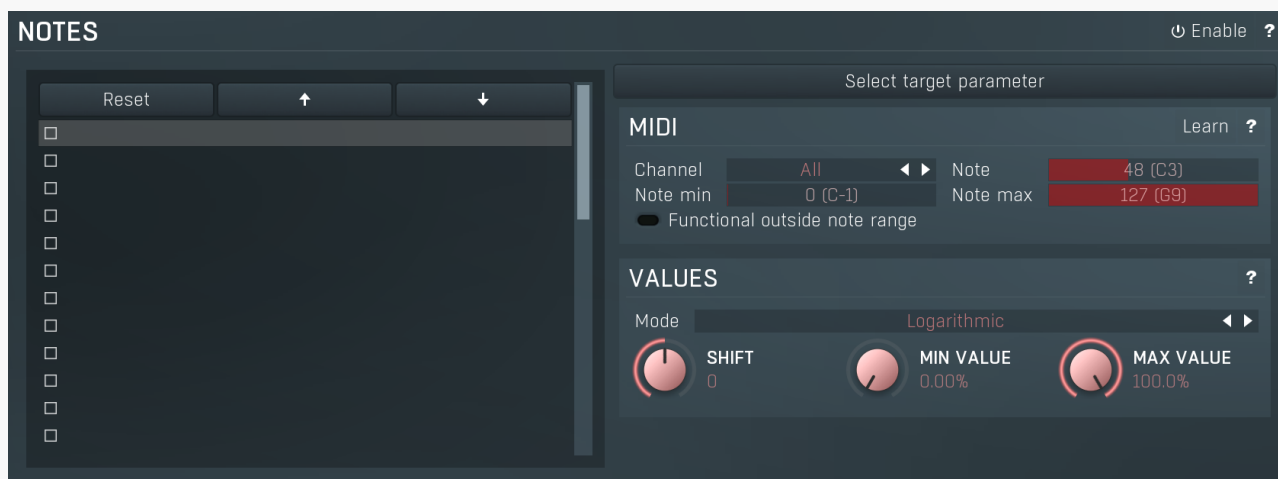 NOTES
Enable ?
Reset
Select target parameter
MIDI
Learn ?
Channel All Note 48 (C3)
Note min 0 (C-1) Note max 127 (G9)
Functional outside note range
VALUES
?
Mode Logarithmic
SHIFT
0
MIN VALUE
0.00%
MAX VALUE
100.0%